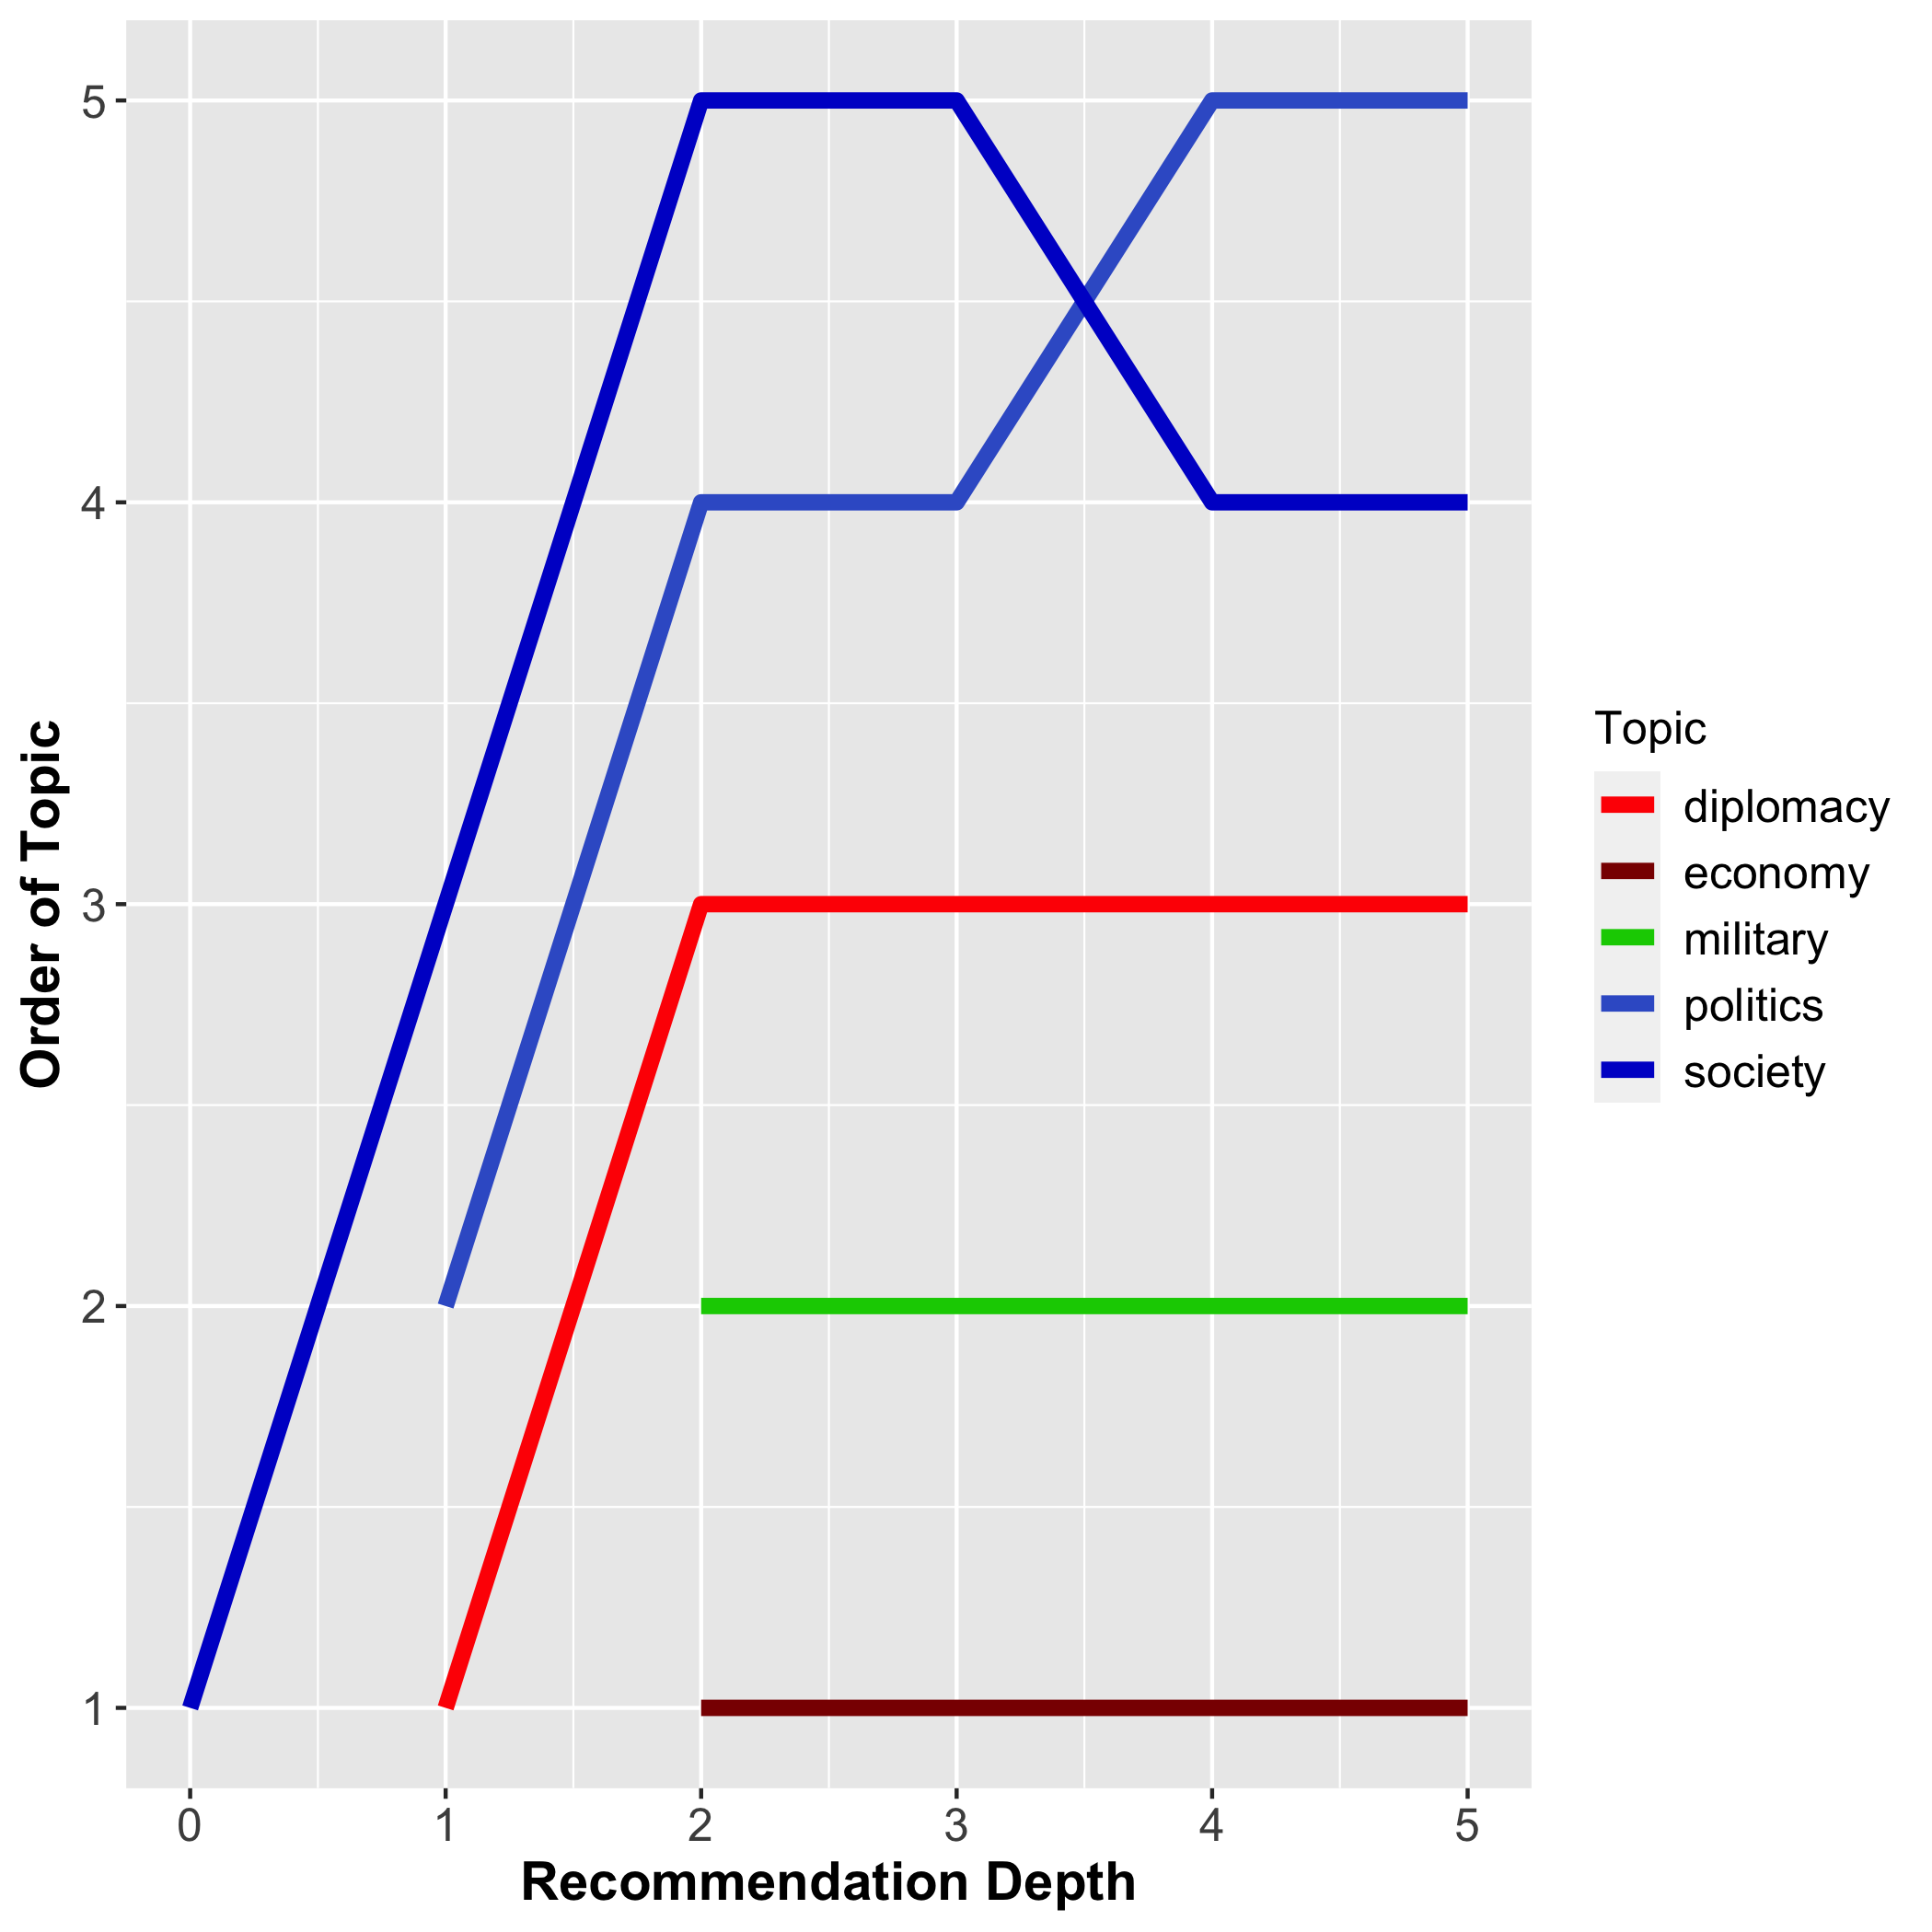 5
4
3
2
1
Order of Topic
0 1 2 3 4 5
Recommendation Depth
Topic
diplomacy
economy
military
politics
society